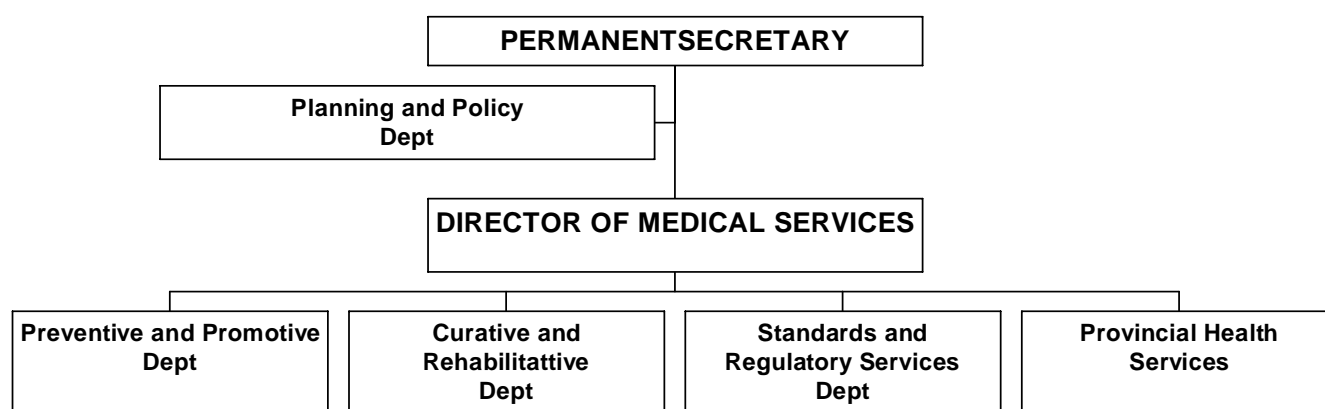 PERMANENTSECRETARY
Planning and Policy
Dept
DIRECTOR OF MEDICAL SERVICES
Preventive and Promotive
Dept
Curative and
Rehabilitattive
Dept
Standards and
Regulatory Services
Dept
Provincial Health
Services